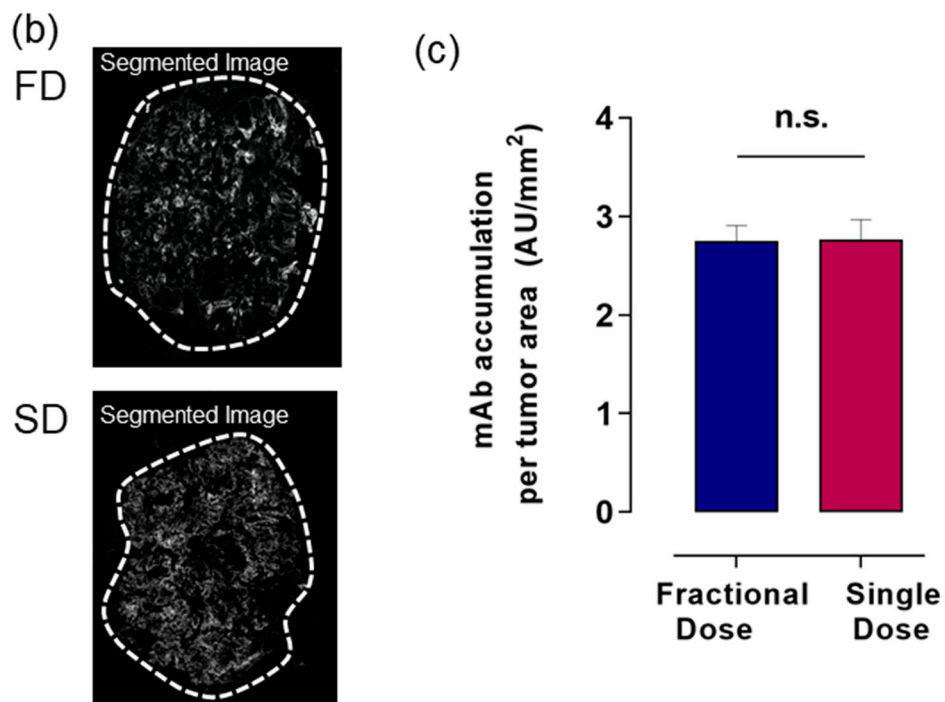 (b)
FD
Segmented Image
SD
Segmented Image
(c)
mAb accumulation
per tumor area (AU/mm²)
4
3
2
1
0
n.s.
Fractional
Dose
Single
Dose